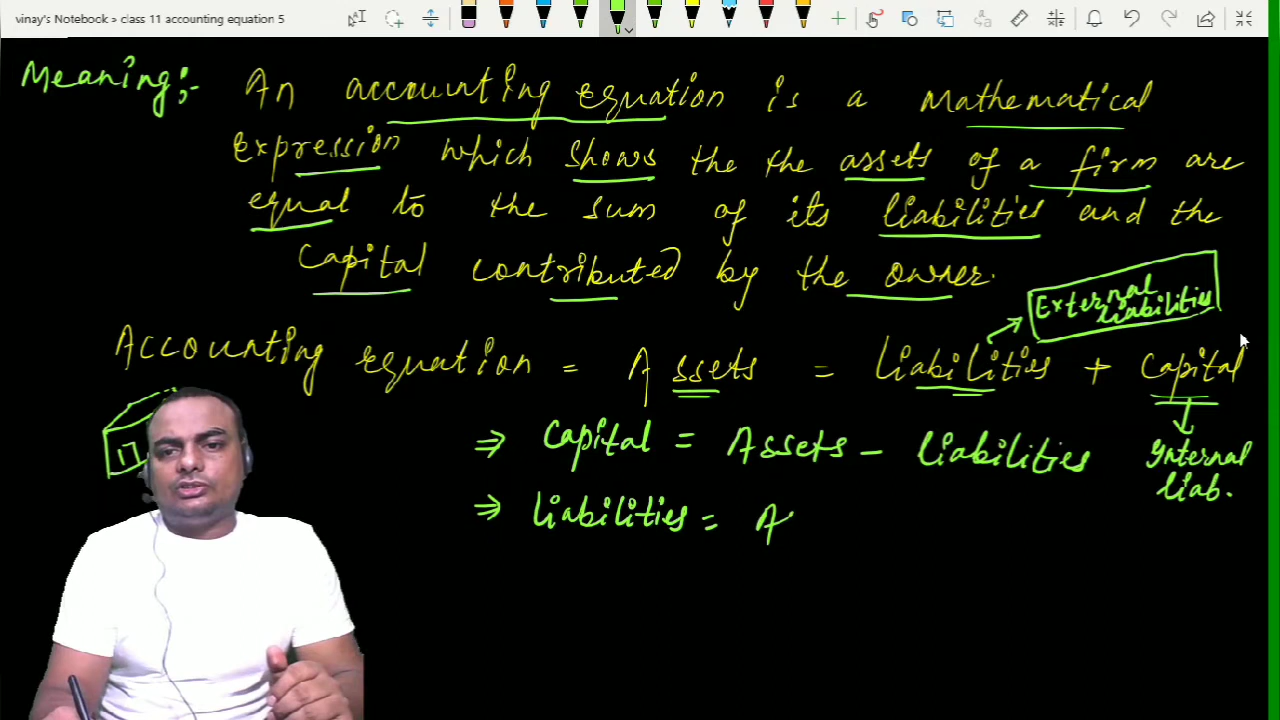 vinay's Notebook > class 11 accounting equation 5
Meaning:- An accounting equation is a Mathematical
Expression which shows the the assets of a firm are
equal to the sum of its liabilities and the
Capital contributed by the owner.
External liabilities
Accounting equation = Assets = liabilities + Capital
⇒ Capital = Assets - liabilities
Internal liab.
⇒ liabilities = A